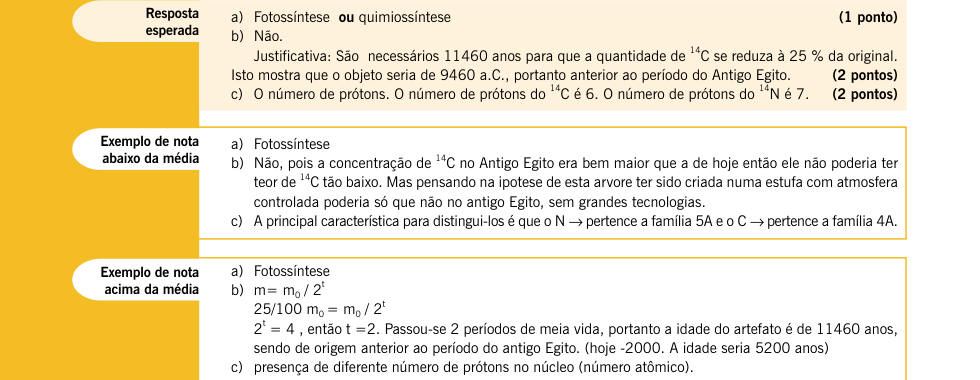 Resposta
esperada
a) Fotossíntese ou quimiossíntese (1 ponto)
b) Não.
Justificativa: São necessários 11460 anos para que a quantidade de ¹⁴C se reduza à 25 % da original.
Isto mostra que o objeto seria de 9460 a.C., portanto anterior ao período do Antigo Egito. (2 pontos)
c) O número de prótons. O número de prótons do ¹⁴C é 6. O número de prótons do ¹⁴N é 7. (2 pontos)
Exemplo de nota
abaixo da média
a) Fotossíntese
b) Não, pois a concentração de ¹⁴C no Antigo Egito era bem maior que a de hoje então ele não poderia ter
teor de ¹⁴C tão baixo. Mas pensando na ipotese de esta arvore ter sido criada numa estufa com atmosfera
controlada poderia só que não no antigo Egito, sem grandes tecnologias.
c) A principal característica para distingui-los é que o N → pertence a família 5A e o C → pertence a família 4A.
Exemplo de nota
acima da média
a) Fotossíntese
b) m= m₀ / 2ᵗ
25/100 m₀ = m₀ / 2ᵗ
2ᵗ = 4 , então t =2. Passou-se 2 períodos de meia vida, portanto a idade do artefato é de 11460 anos,
sendo de origem anterior ao período do antigo Egito. (hoje -2000. A idade seria 5200 anos)
c) presença de diferente número de prótons no núcleo (número atômico).